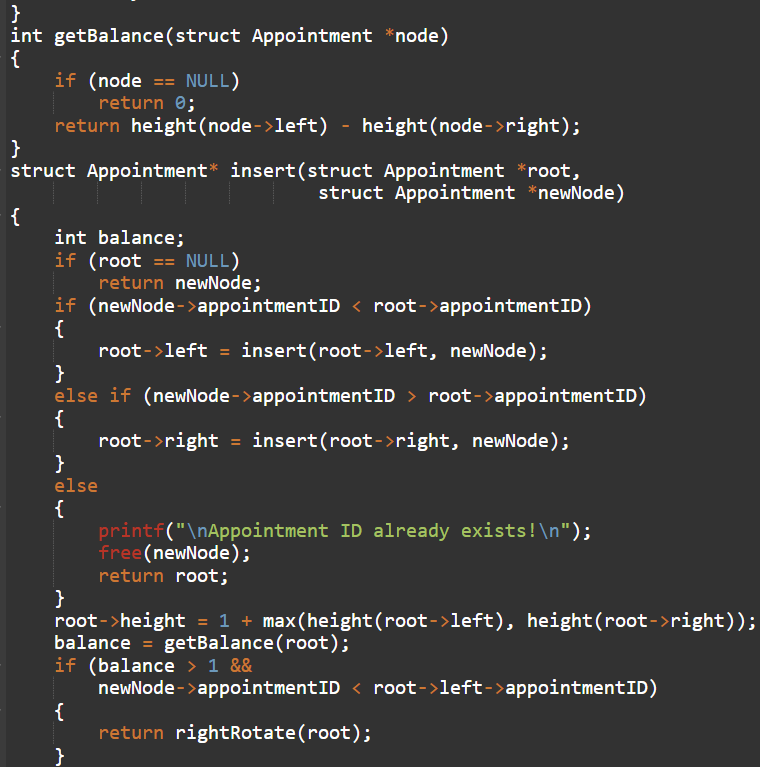 }
int getBalance(struct Appointment *node)
{
    if (node == NULL)
        return 0;
    return height(node->left) - height(node->right);
}
struct Appointment* insert(struct Appointment *root,
                            struct Appointment *newNode)
{
    int balance;
    if (root == NULL)
        return newNode;
    if (newNode->appointmentID < root->appointmentID)
    {
        root->left = insert(root->left, newNode);
    }
    else if (newNode->appointmentID > root->appointmentID)
    {
        root->right = insert(root->right, newNode);
    }
    else
    {
        printf("\nAppointment ID already exists!\n");
        free(newNode);
        return root;
    }
    root->height = 1 + max(height(root->left), height(root->right));
    balance = getBalance(root);
    if (balance > 1 &&
        newNode->appointmentID < root->left->appointmentID)
    {
        return rightRotate(root);
    }